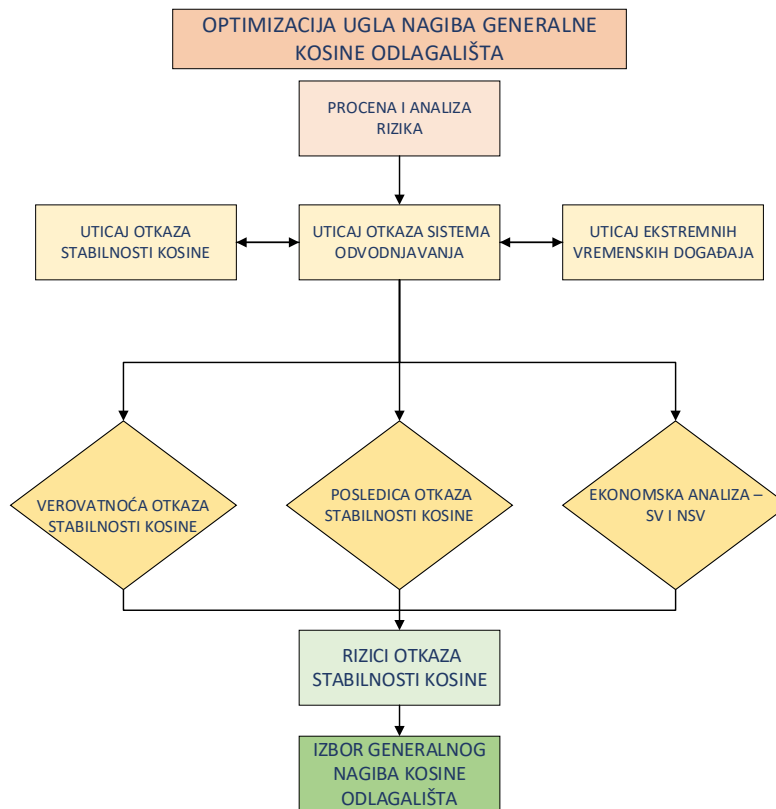 OPTIMIZACIJA UGLA NAGIBA GENERALNE
KOSINE ODLAGALIŠTA
PROCENA I ANALIZA
RIZIKA
UTICAJ OTKAZA
STABILNOSTI KOSINE
UTICAJ OTKAZA SISTEMA
ODVODNJAVANJA
UTICAJ EKSTREMNIH
VREMENSKIH DOGAĐAJA
VEROVATNOĆA OTKAZA
STABILNOSTI KOSINE
POSLEDICA OTKAZA
STABILNOSTI KOSINE
EKONOMSKA ANALIZA –
SV I NSV
RIZICI OTKAZA
STABILNOSTI KOSINE
IZBOR GENERALNOG
NAGIBA KOSINE
ODLAGALIŠTA